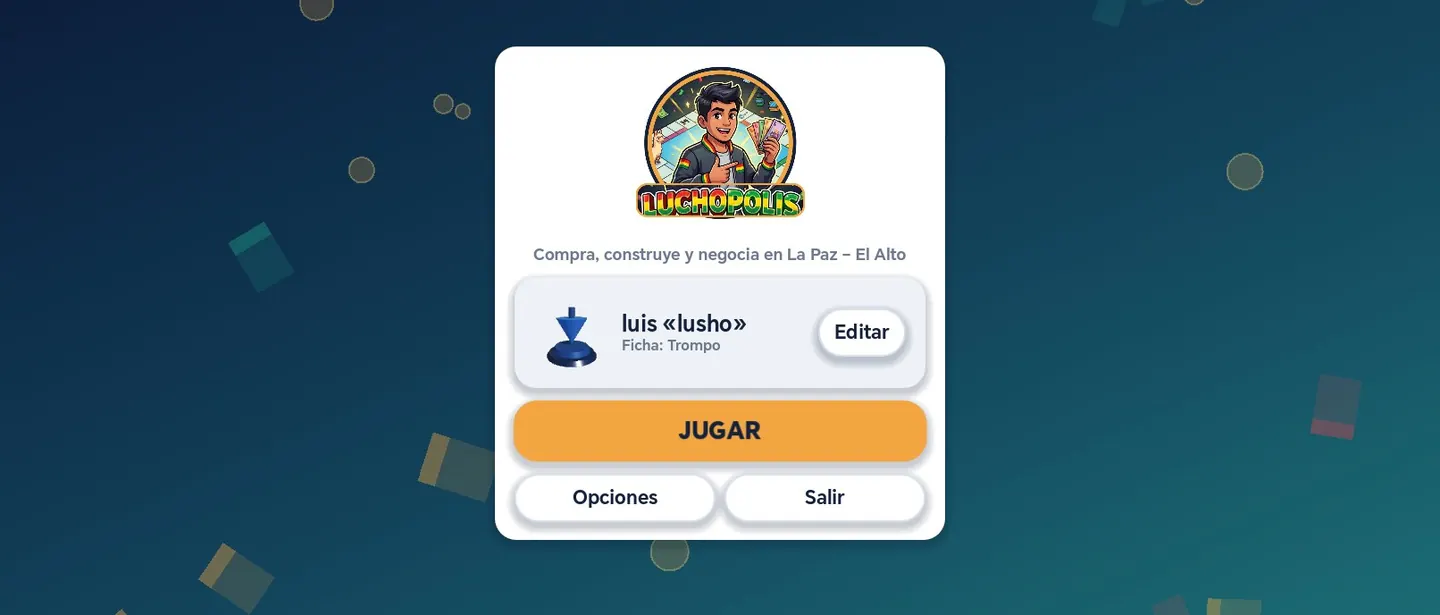 LUCHOPOLIS
Compra, construye y negocia en La Paz – El Alto
luis «lusho»
Ficha: Trompo
Editar
JUGAR
Opciones
Salir